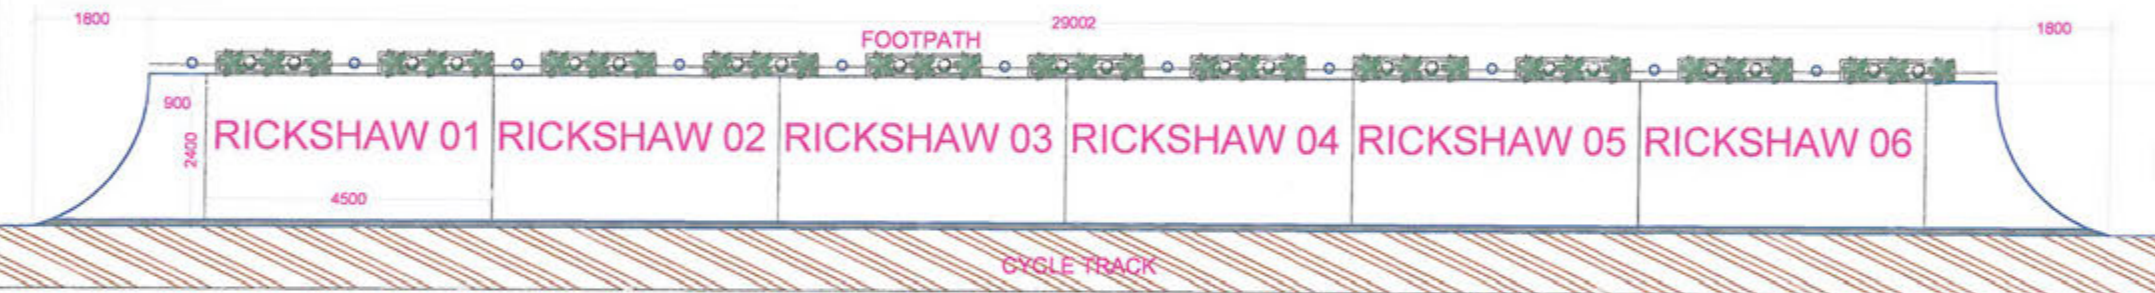 1800
29002
1800
FOOTPATH
900
2400
RICKSHAW 01
RICKSHAW 02
RICKSHAW 03
RICKSHAW 04
RICKSHAW 05
RICKSHAW 06
4500
CYCLE TRACK